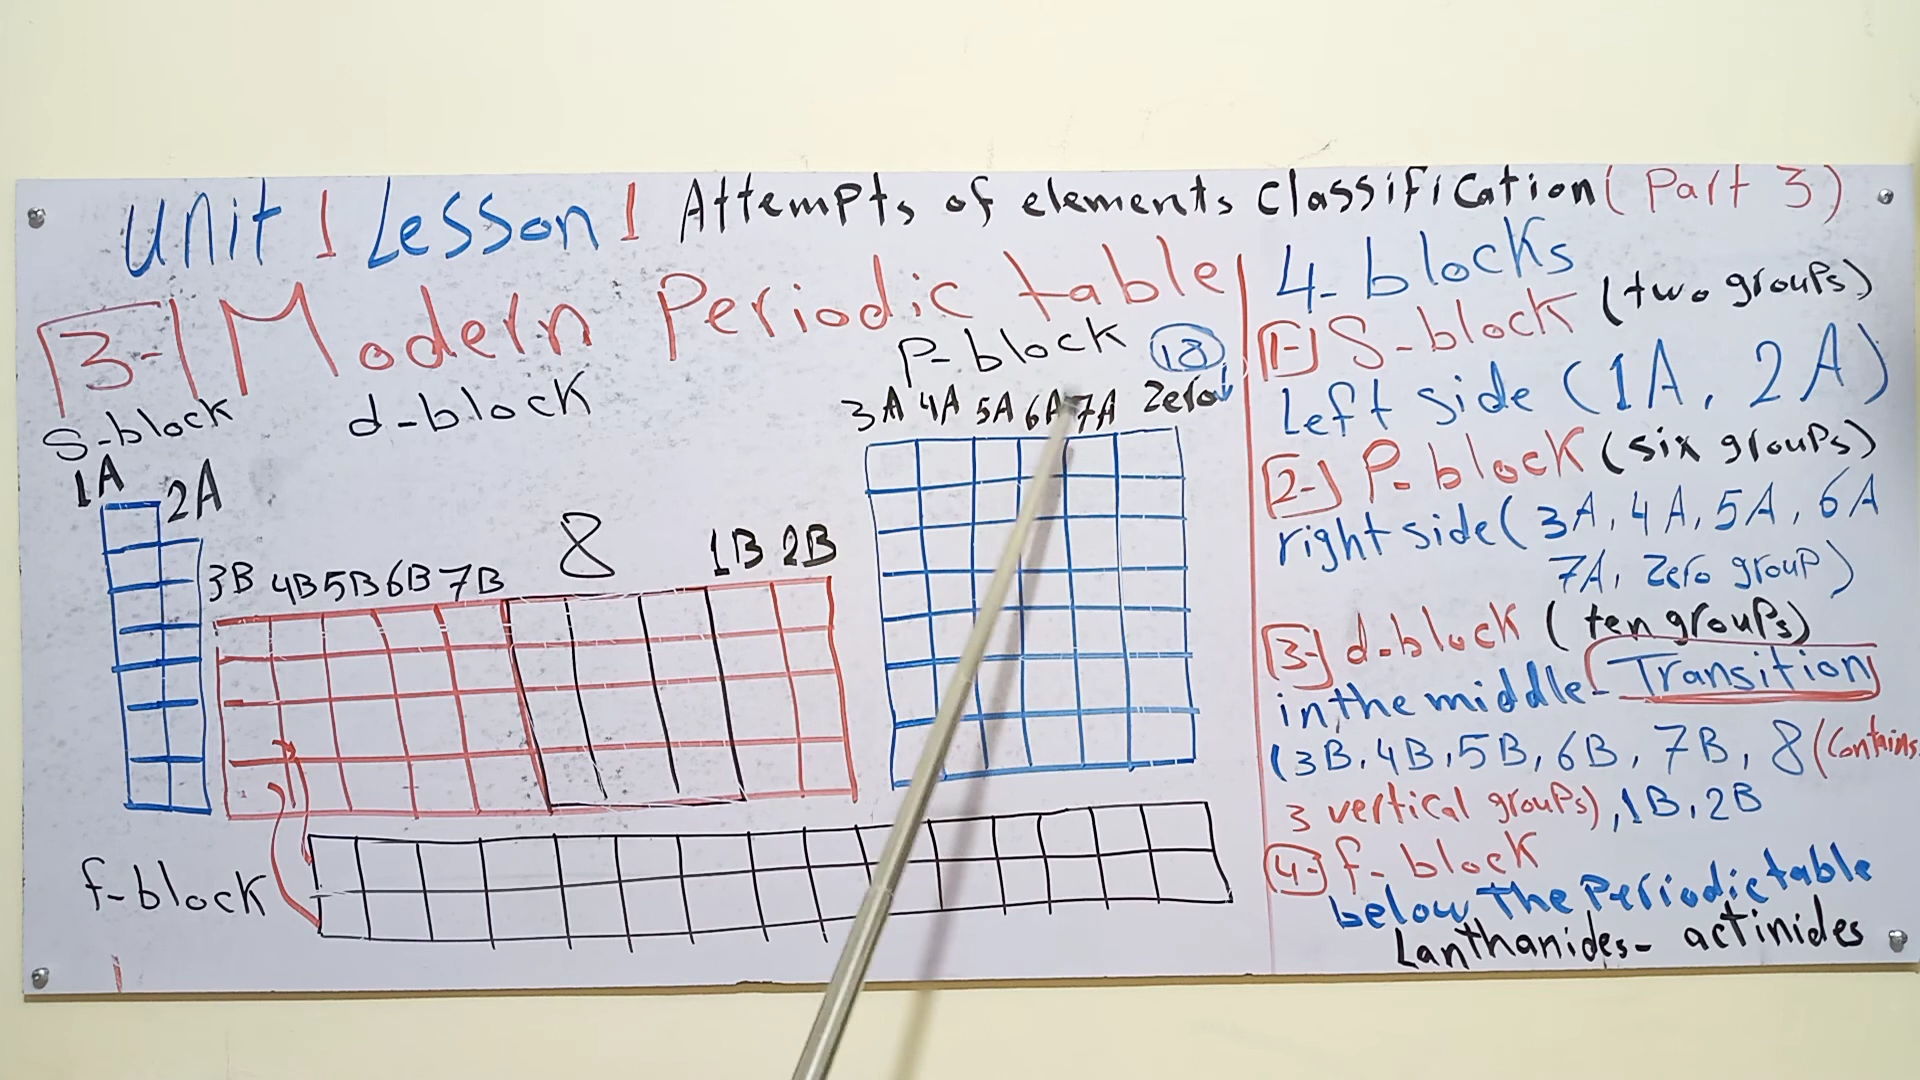 Unit 1 Lesson 1 Attempts of elements classification (Part 3)
3- Modern Periodic table
S-block
d-block
P-block 18
1A 2A
3B 4B 5B 6B 7B 8 1B 2B
3A 4A 5A 6A 7A Zero
f-block
4- blocks
1- S-block (two groups)
Left side (1A, 2A)
2- P-block (six groups)
right side (3A, 4A, 5A, 6A
7A, Zero group)
3- d-block (ten groups)
in the middle- Transition
(3B, 4B, 5B, 6B, 7B, 8 (Contains
3 vertical groups), 1B, 2B
4- f-block
below The Periodic table
Lanthanides- actinides